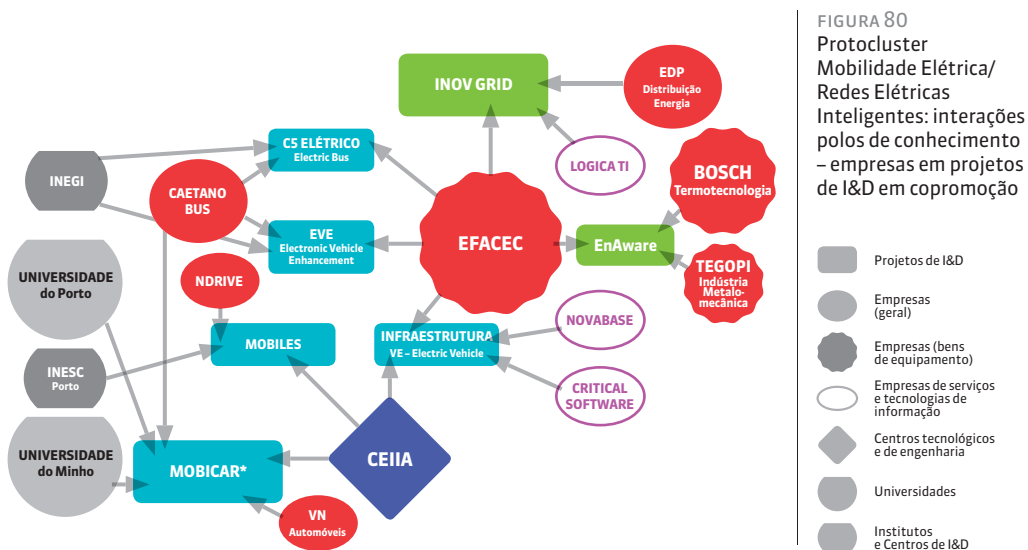 INOV GRID
EDP
Distribuição
Energia
C5 ELÉTRICO
Electric Bus
LOGICA TI
BOSCH
Termotecnologia
INEGI
CAETANO
BUS
EFACEC
EVE
Electronic Vehicle
Enhancement
EnAware
UNIVERSIDADE
do Porto
NDRIVE
TEGOPI
Indústria
Metalo-
mecânica
NOVABASE
MOBILES
INFRAESTRUTURA
VE – Electric Vehicle
INESC
Porto
CRITICAL
SOFTWARE
UNIVERSIDADE
do Minho
MOBICAR*
CEIIA
VN
Automóveis
FIGURA 80
Protocluster
Mobilidade Elétrica/
Redes Elétricas
Inteligentes: interações
polos de conhecimento
– empresas em projetos
de I&D em copromoção
Projetos de I&D
Empresas
(geral)
Empresas (bens
de equipamento)
Empresas de serviços
e tecnologias de
informação
Centros tecnológicos
e de engenharia
Universidades
Institutos
e Centros de I&D